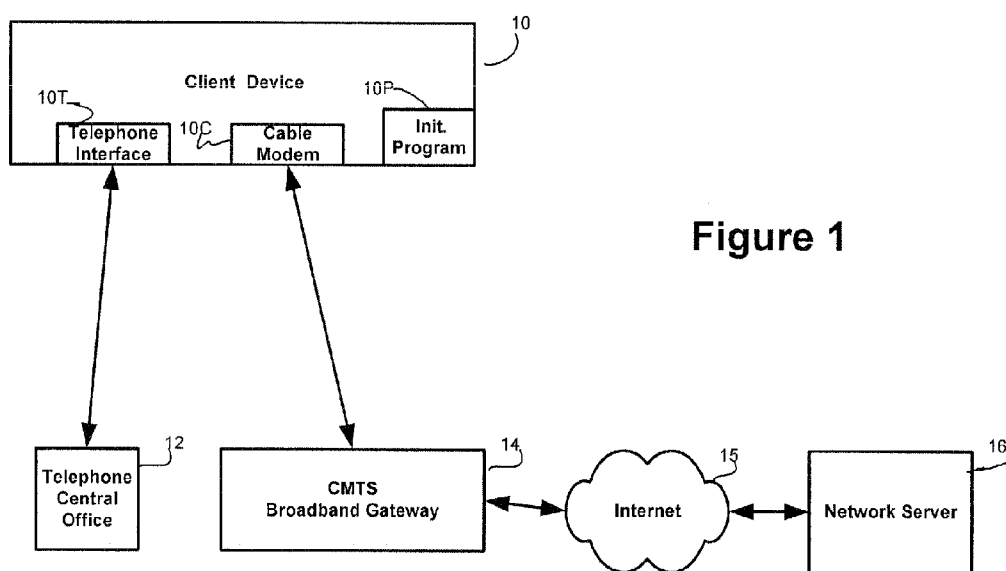 10
Client Device
10T
10P
10C
Telephone
Interface
Cable
Modem
Init.
Program
Figure 1
12
14
15
16
Telephone
Central
Office
CMTS
Broadband Gateway
Internet
Network Server